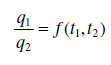 q₁/q₂ = f(t₁,t₂)